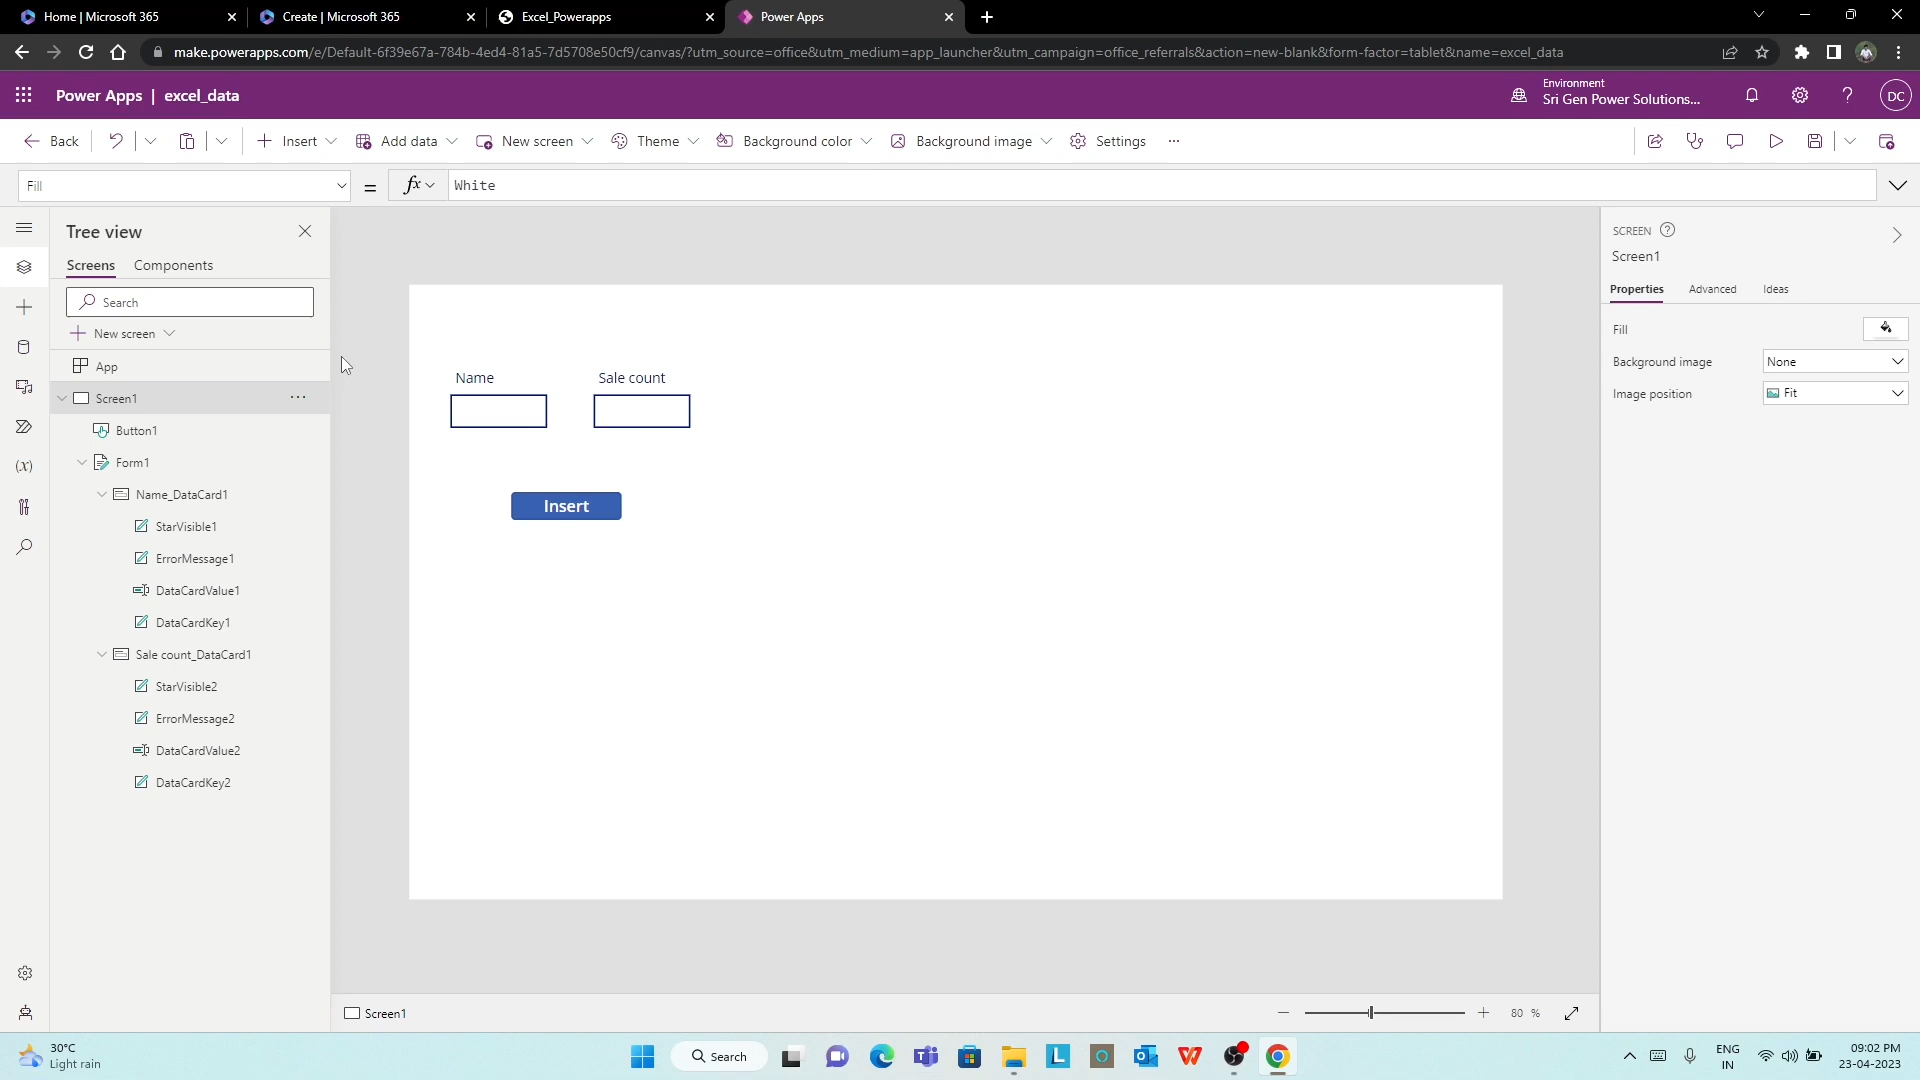 Home | Microsoft 365
Create | Microsoft 365
Excel_Powerapps
Power Apps
make.powerapps.com/e/Default-6f39e67a-784b-4ed4-81a5-7d5708e50cf9/canvas/?utm_source=office&utm_medium=app_launcher&utm_campaign=office_referrals&action=new-blank&form-factor=tablet&name=excel_data
Power Apps | excel_data
Environment
Sri Gen Power Solutions...
DC
Back
Insert
Add data
New screen
Theme
Background color
Background image
Settings
...
Fill
=
fx
White
Tree view
Screens
Components
Search
New screen
App
Screen1
...
Button1
Form1
Name_DataCard1
StarVisible1
ErrorMessage1
DataCardValue1
DataCardKey1
Sale count_DataCard1
StarVisible2
ErrorMessage2
DataCardValue2
DataCardKey2
Name
Sale count
Insert
SCREEN
Screen1
Properties
Advanced
Ideas
Fill
Background image
None
Image position
Fit
Screen1
80 %
30°C
Light rain
Search
ENG
IN
09:02 PM
23-04-2023